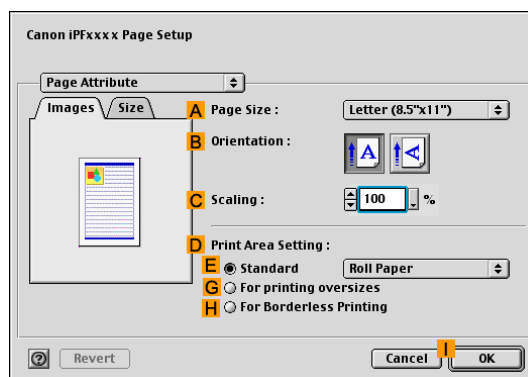 Canon iPFxxxx Page Setup
Page Attribute
Images Size
A Page Size : Letter (8.5"x11")
B Orientation : A A
C Scaling : 100 %
D Print Area Setting :
E Standard Roll Paper
G For printing oversizes
H For Borderless Printing
? Revert Cancel I OK